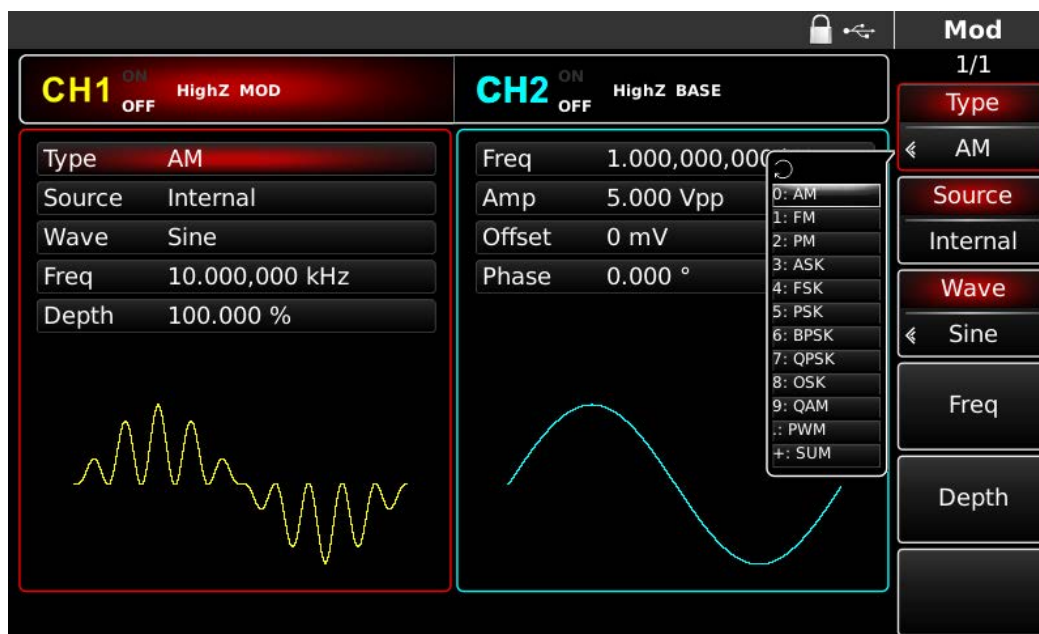 Mod
1/1
CH1 ON OFF HighZ MOD
CH2 ON OFF HighZ BASE
Type AM
Source Internal
Wave Sine
Freq 10.000,000 kHz
Depth 100.000 %
Freq 1.000,000,000
Amp 5.000 Vpp
Offset 0 mV
Phase 0.000 °
0: AM
1: FM
2: PM
3: ASK
4: FSK
5: PSK
6: BPSK
7: QPSK
8: OSK
9: QAM
.: PWM
+: SUM
Type
AM
Source
Internal
Wave
Sine
Freq
Depth